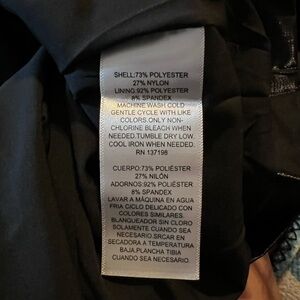 SHELL:73% POLYESTER
27% NYLON
LINING:92% POLYESTER
8% SPANDEX
MACHINE WASH COLD
GENTLE CYCLE WITH LIKE
COLORS.ONLY NON-
CHLORINE BLEACH WHEN
NEEDED.TUMBLE DRY LOW.
COOL IRON WHEN NEEDED.
RN 137198
CUERPO:73% POLIÉSTER
27% NILÓN
ADORNOS:92% POLIÉSTER
8% SPANDEX
LAVAR A MÁQUINA EN AGUA
FRIA CICLO DELICADO CON
COLORES SIMILARES.
BLANQUEADOR SIN CLORO
SOLAMENTE CUANDO SEA
NECESARIO.SRCAR EN
SECADORA A TEMPERATURA
BAJA.PLANCHA TIBIA
CUANDO SEA NECESARIO